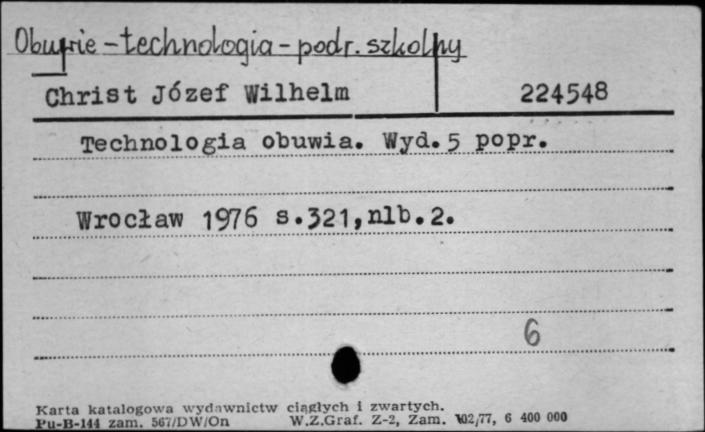 Obuwie - technologia - podr. szkolny
Christ Józef Wilhelm 224548
Technologia obuwia. Wyd.5 popr.
Wrocław 1976 s.321,nlb.2.
6
Karta katalogowa wydawnictw ciągłych i zwartych.
Pu-B-144 zam. 567/DW/On W.Z.Graf. Z-2, Zam. 102/77, 6 400 000